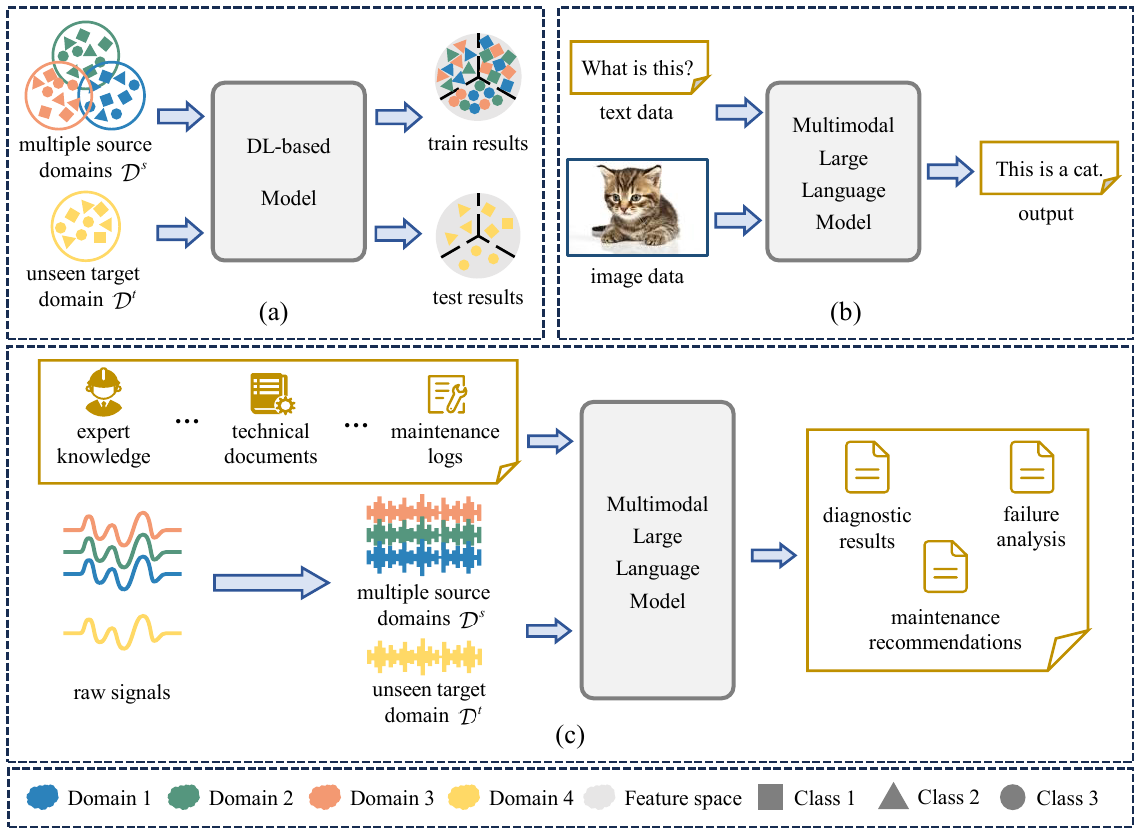 multiple source
domains 𝒟ˢ
unseen target
domain 𝒟ᵗ
DL-based
Model
train results
test results
(a)
What is this?
text data
image data
Multimodal
Large
Language
Model
This is a cat.
output
(b)
expert
knowledge
...
technical
documents
...
maintenance
logs
raw signals
multiple source
domains 𝒟ˢ
unseen target
domain 𝒟ᵗ
Multimodal
Large
Language
Model
diagnostic
results
failure
analysis
maintenance
recommendations
(c)
Domain 1 Domain 2 Domain 3 Domain 4 Feature space Class 1 Class 2 Class 3